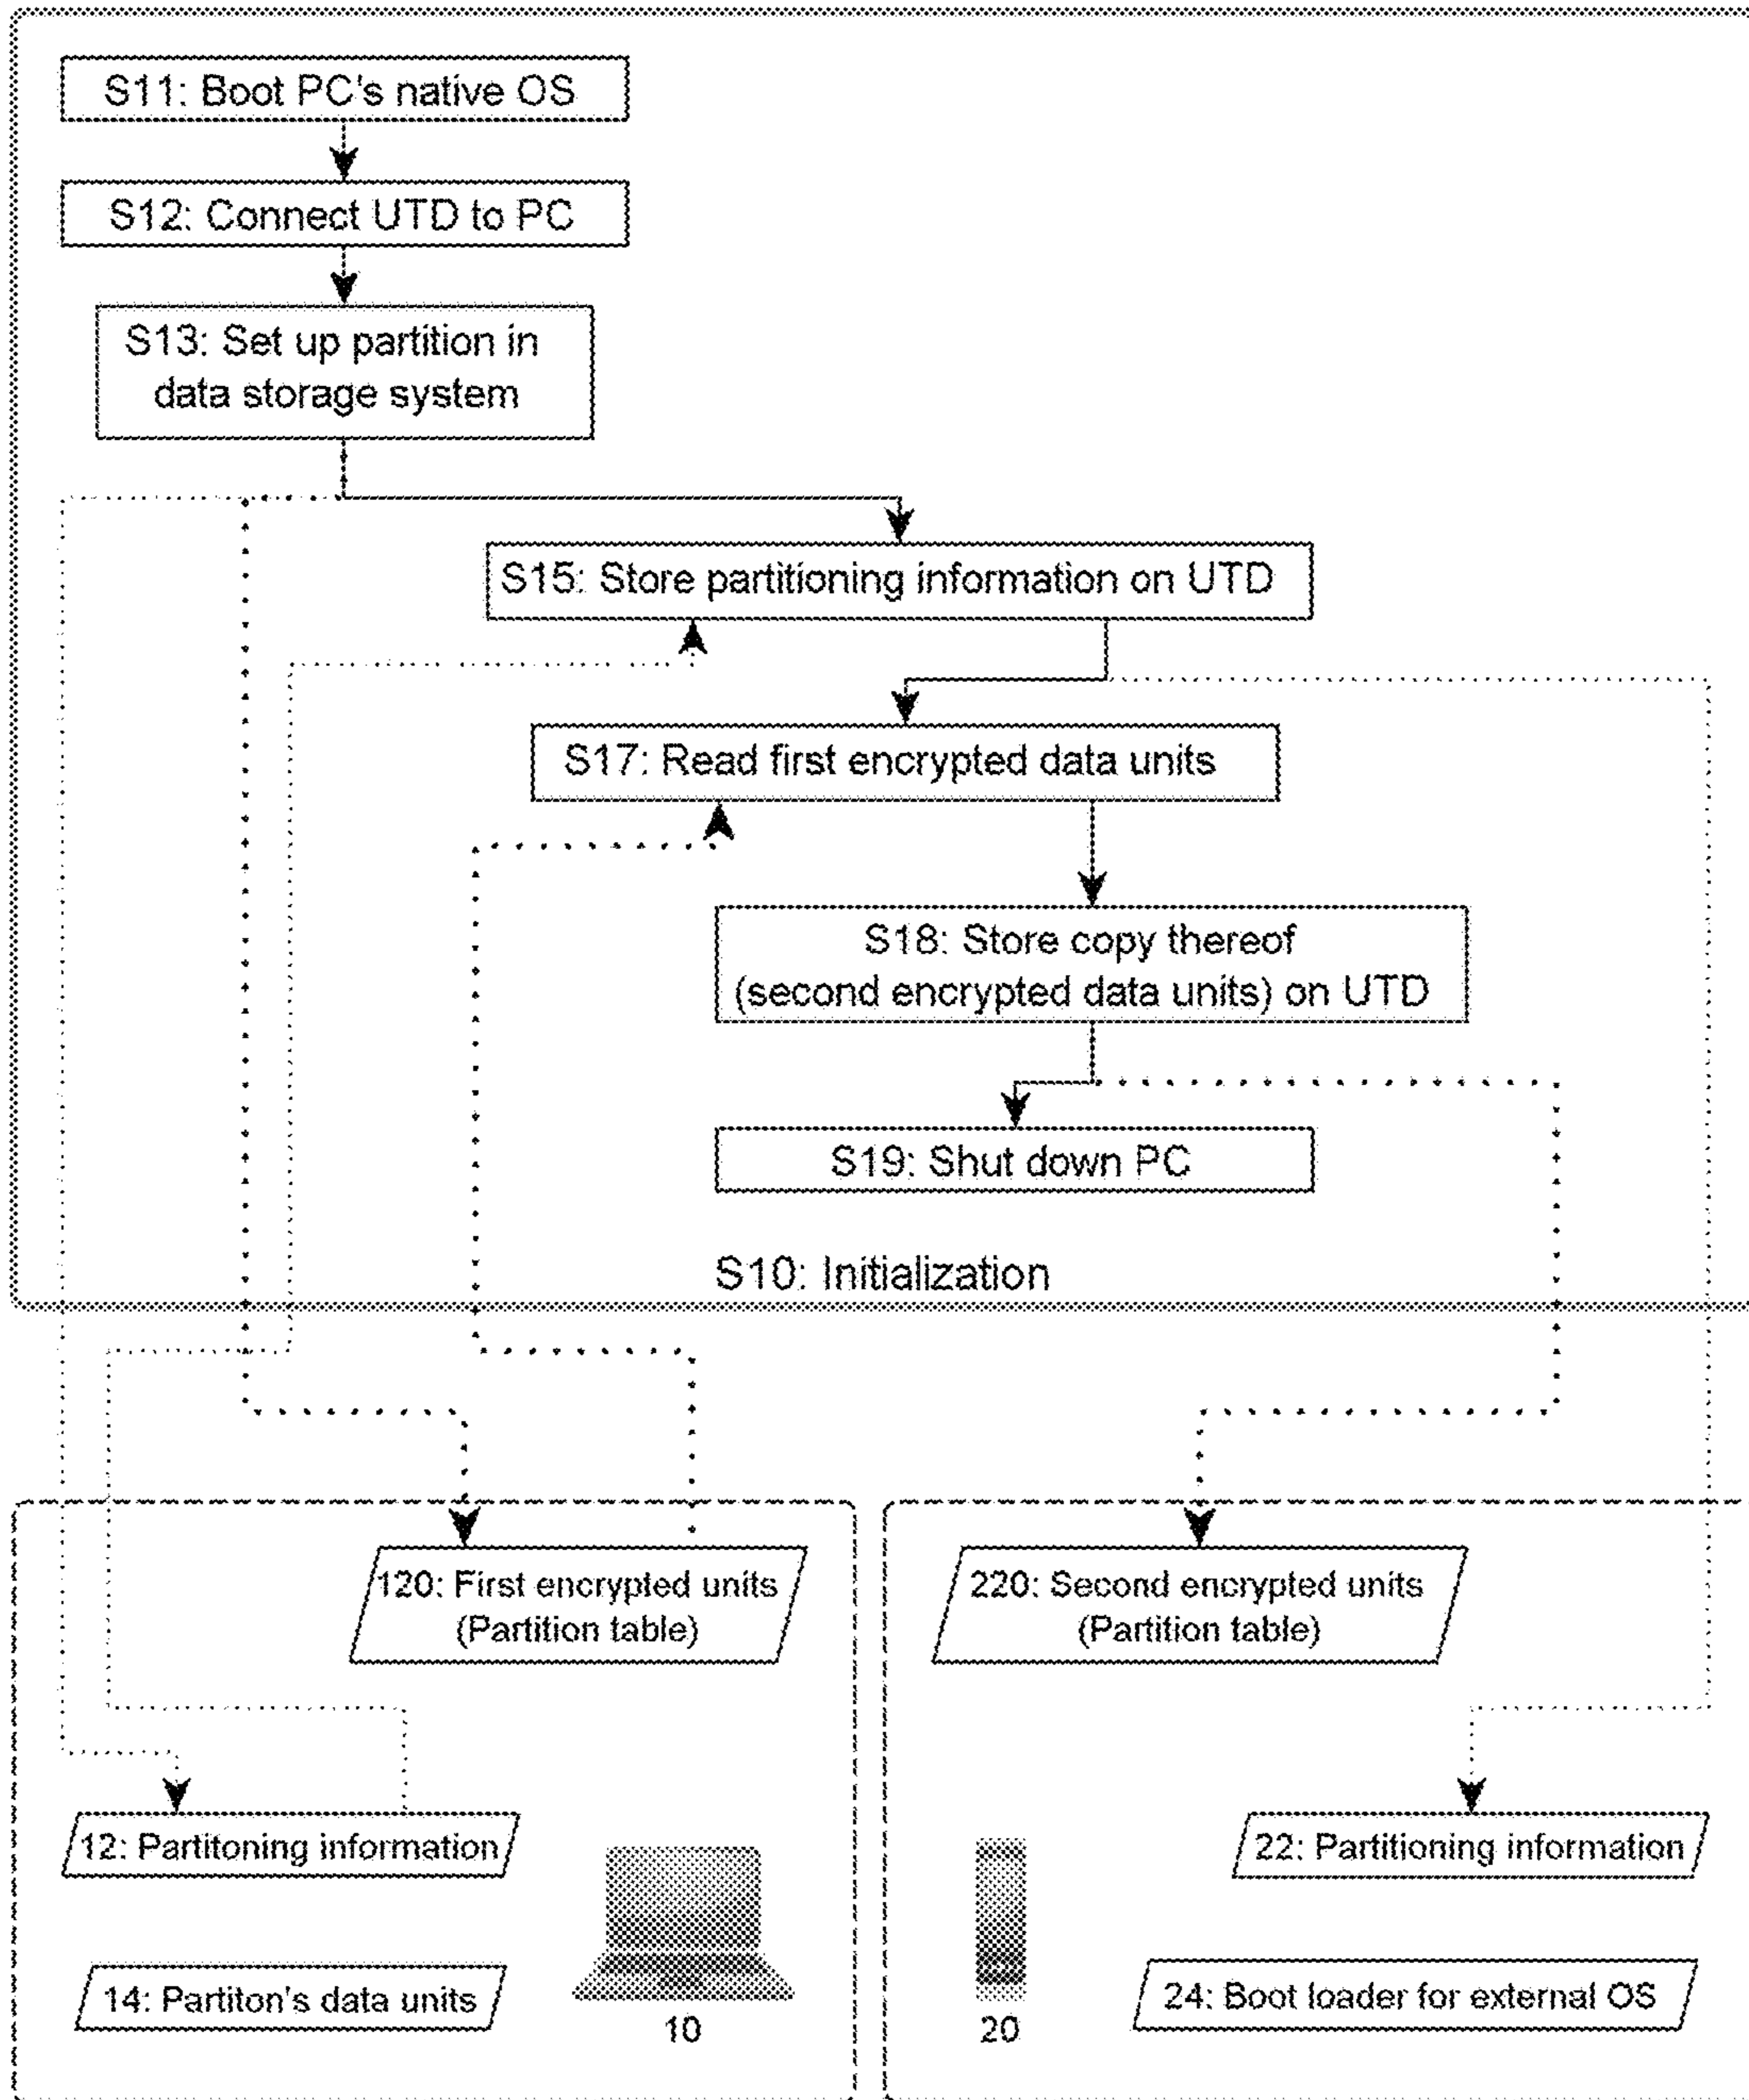 S11: Boot PC's native OS
S12: Connect UTD to PC
S13: Set up partition in
data storage system
S15: Store partitioning information on UTD
S17: Read first encrypted data units
S18: Store copy thereof
(second encrypted data units) on UTD
S19: Shut down PC
S10: Initialization
120: First encrypted units
(Partition table)
220: Second encrypted units
(Partition table)
12: Partitoning information
22: Partitioning information
14: Partiton's data units
10
20
24: Boot loader for external OS